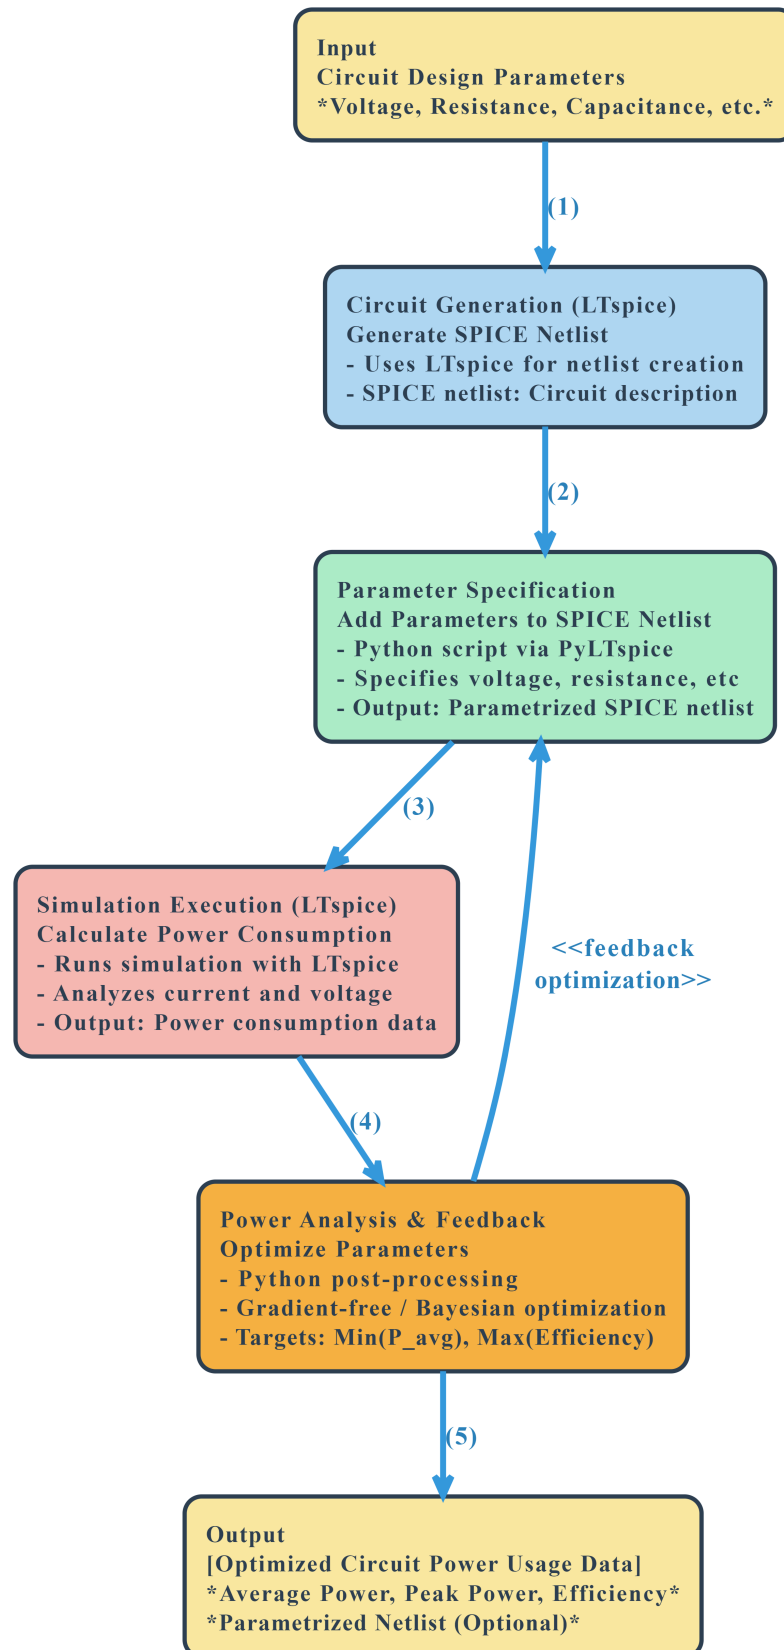 Input
Circuit Design Parameters
*Voltage, Resistance, Capacitance, etc.*
(1)
Circuit Generation (LTspice)
Generate SPICE Netlist
- Uses LTspice for netlist creation
- SPICE netlist: Circuit description
(2)
Parameter Specification
Add Parameters to SPICE Netlist
- Python script via PyLTspice
- Specifies voltage, resistance, etc
- Output: Parametrized SPICE netlist
(3)
Simulation Execution (LTspice)
Calculate Power Consumption
- Runs simulation with LTspice
- Analyzes current and voltage
- Output: Power consumption data
<<feedback
optimization>>
(4)
Power Analysis & Feedback
Optimize Parameters
- Python post-processing
- Gradient-free / Bayesian optimization
- Targets: Min(P_avg), Max(Efficiency)
(5)
Output
[Optimized Circuit Power Usage Data]
*Average Power, Peak Power, Efficiency*
*Parametrized Netlist (Optional)*